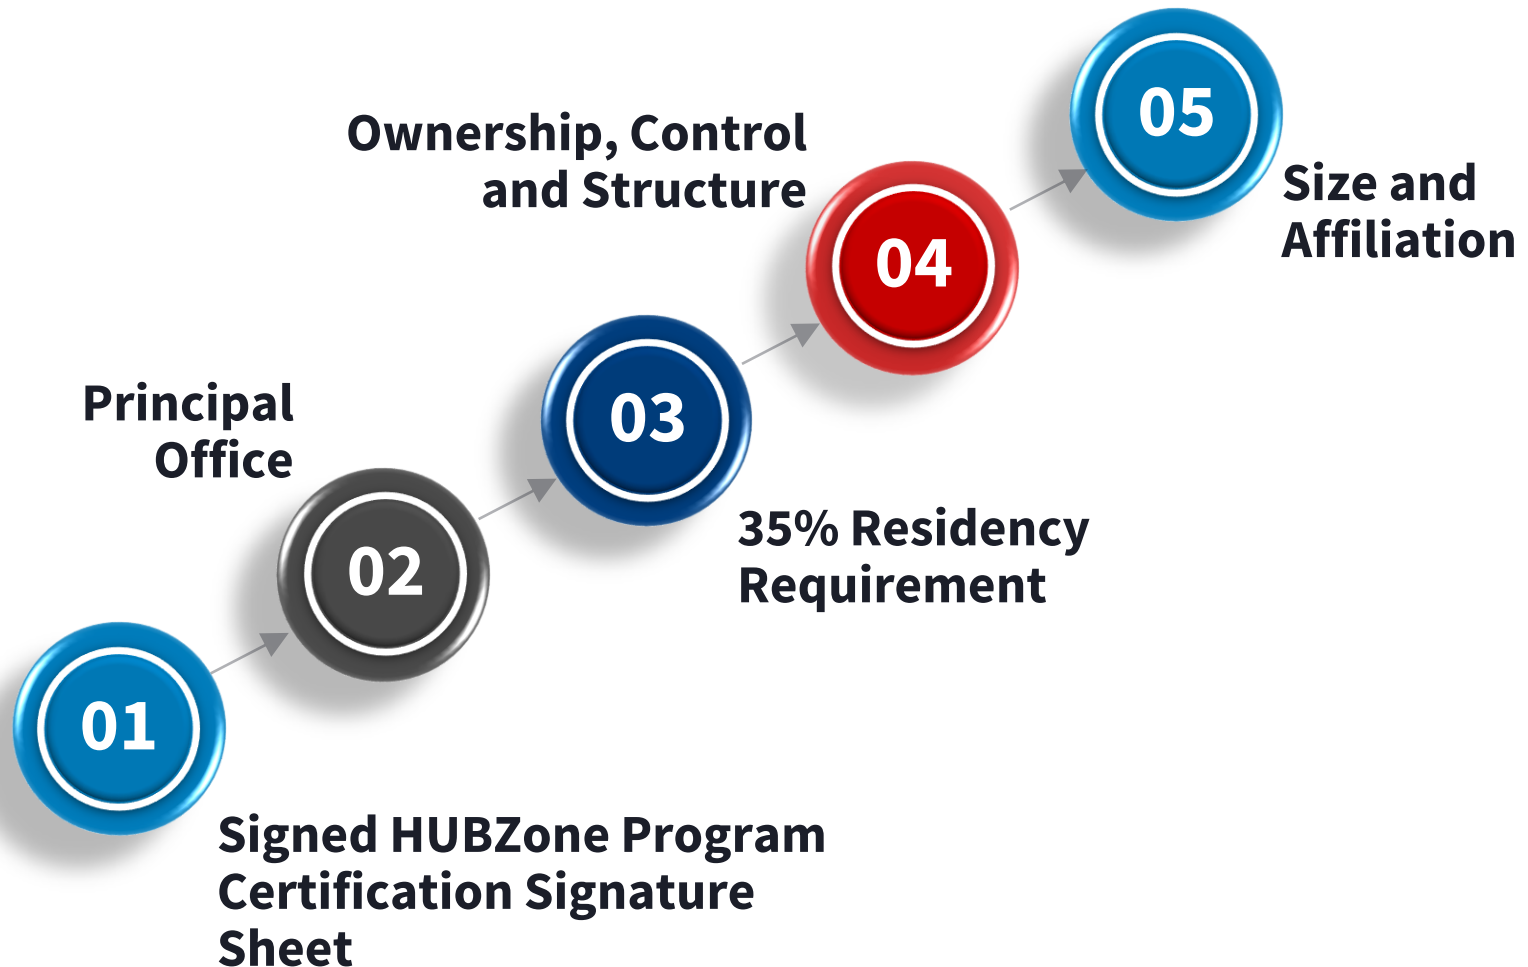 01
Signed HUBZone Program
Certification Signature
Sheet
02
Principal
Office
03
35% Residency
Requirement
04
Ownership, Control
and Structure
05
Size and
Affiliation